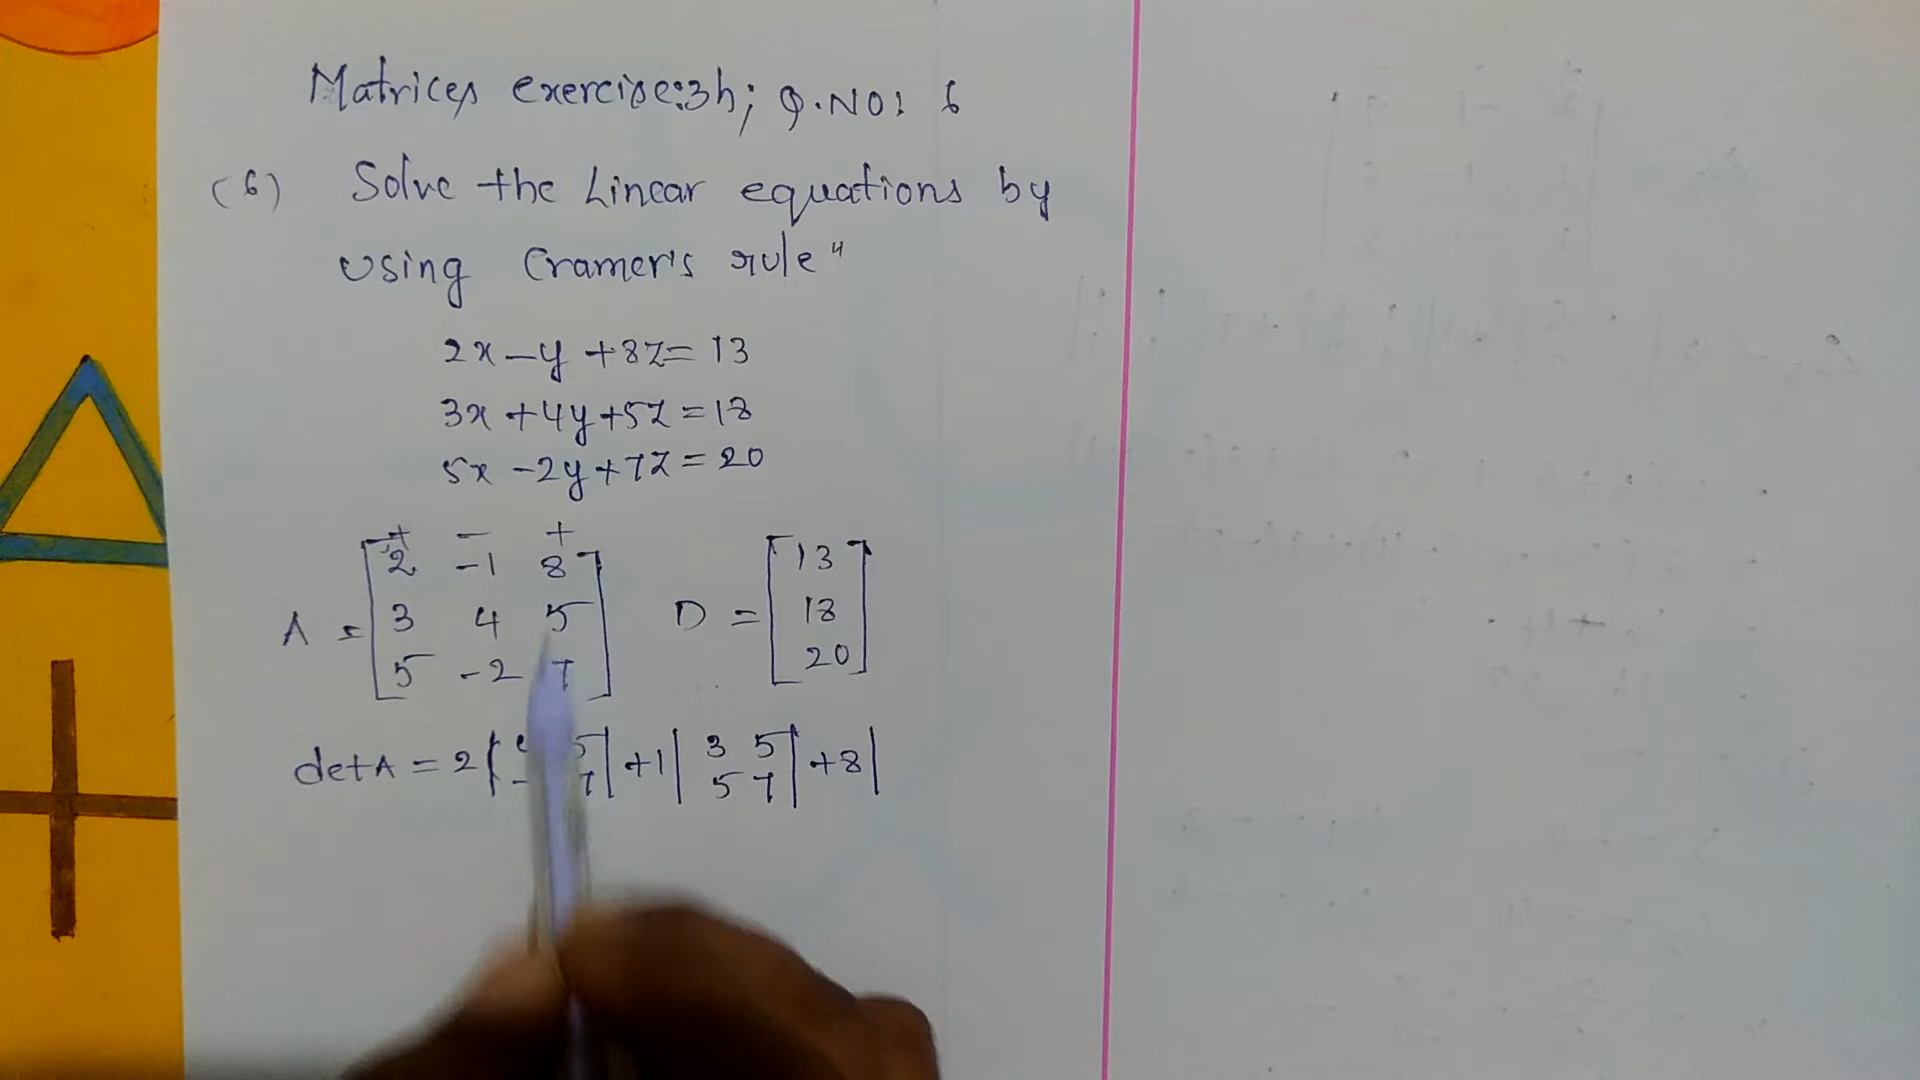 Matrices exercise:3h; Q.NO: 6
(6) Solve the Linear equations by
using Cramer's rule"
2x-y+8z=13
3x+4y+5z=18
5x-2y+7z=20
+ - +
A = [2 -1 8 D = [13
3 4 5 18
5 -2 7] 20]
detA = 2| 5 7| +1|3 5 5 7| +8|